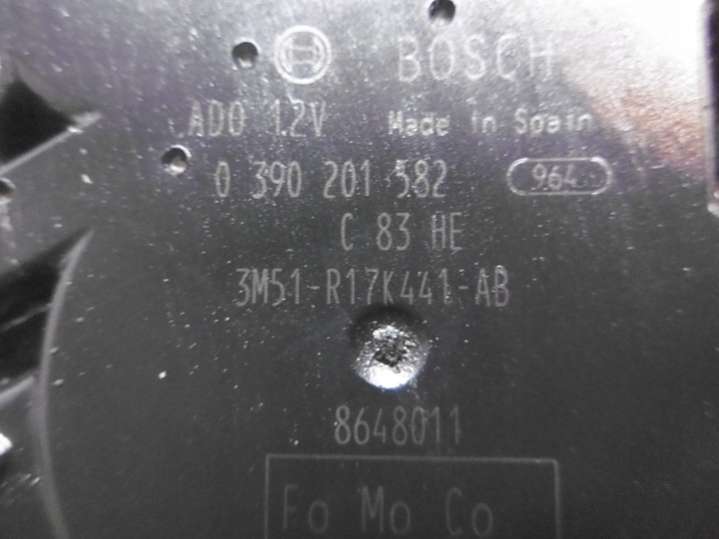 BOSCH
ADO 12V Made in Spain
0 390 201 582 964
C 83 HE
3M51-R17K441-AB
8648011
Fo Mo Co